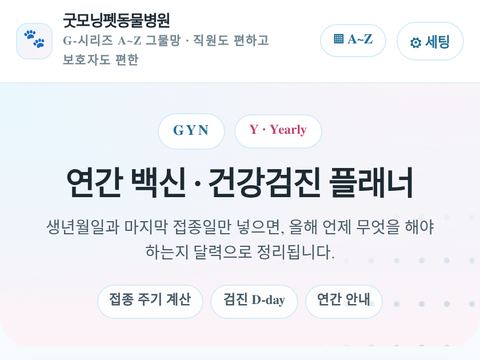 굿모닝펫동물병원
G-시리즈 A~Z 그물망 · 직원도 편하고
보호자도 편한
A~Z
세팅
GYN
Y · Yearly
연간 백신 · 건강검진 플래너
생년월일과 마지막 접종일만 넣으면, 올해 언제 무엇을 해야
하는지 달력으로 정리됩니다.
접종 주기 계산
검진 D-day
연간 안내